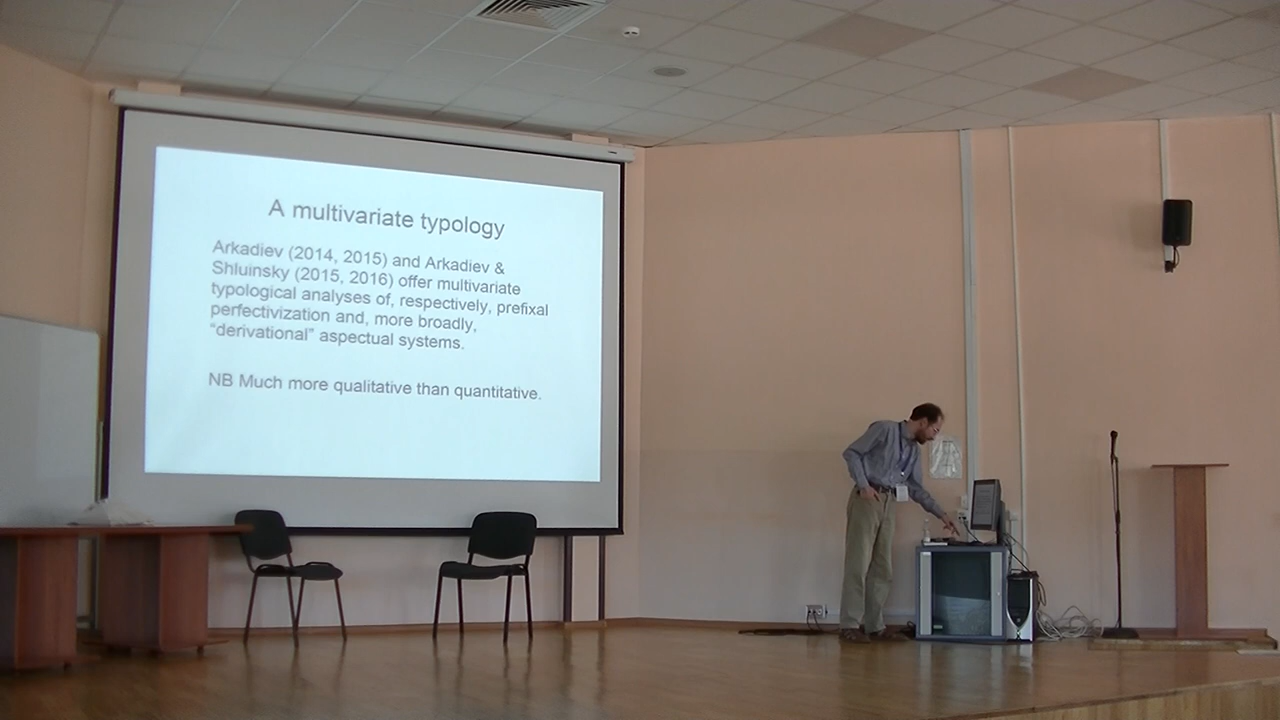 A multivariate typology
Arkadiev (2014, 2015) and Arkadiev &
Shluinsky (2015, 2016) offer multivariate
typological analyses of, respectively, prefixal
perfectivization and, more broadly,
“derivational” aspectual systems.
NB Much more qualitative than quantitative.